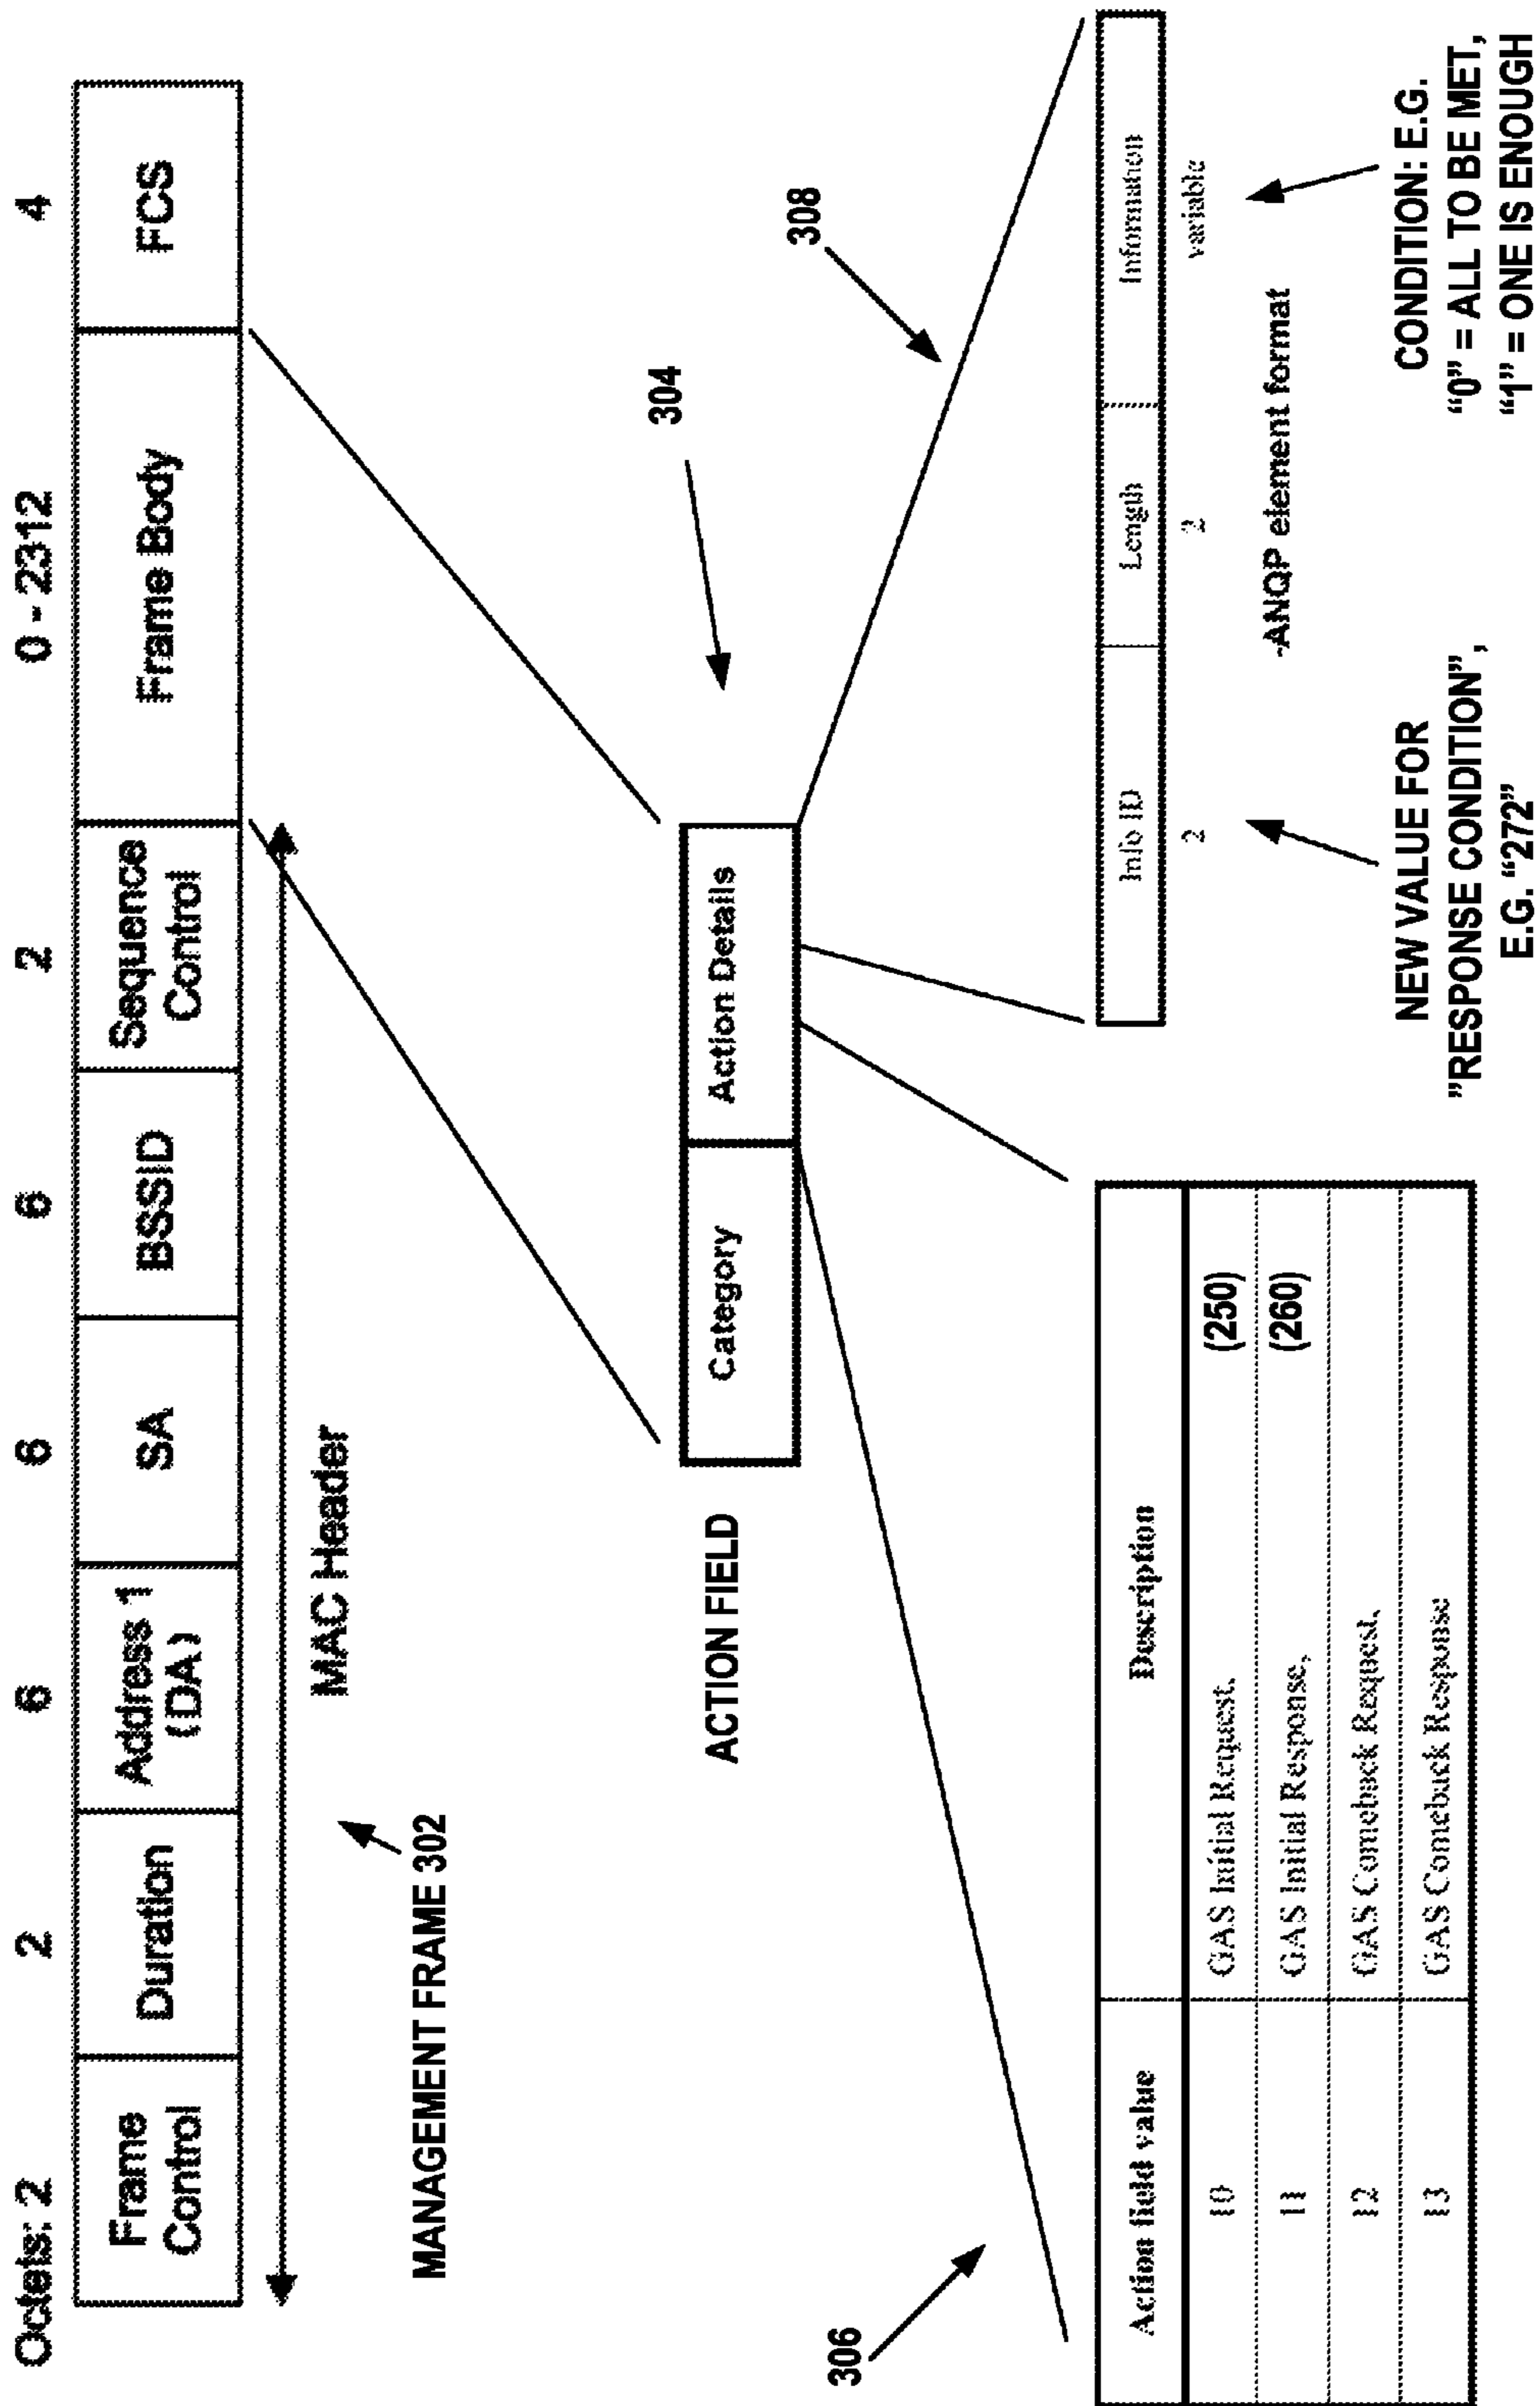 Octets: 2 2 6 6 6 2 0 - 2312 4
Frame Control
Duration
Address 1 (DA)
SA
BSSID
Sequence Control
Frame Body
FCS
MAC Header
MANAGEMENT FRAME 302
304
ACTION FIELD
Category
Action Details
306
308
Action field value
Description
10
GAS Initial Request,
(250)
11
GAS Initial Response,
(260)
12
GAS Comeback Request,
13
GAS Comeback Response
Info ID
Length
Information
2
2
variable
-ANQP element format
NEW VALUE FOR
"RESPONSE CONDITION",
E.G. "272"
CONDITION: E.G.
"0" = ALL TO BE MET,
"1" = ONE IS ENOUGH